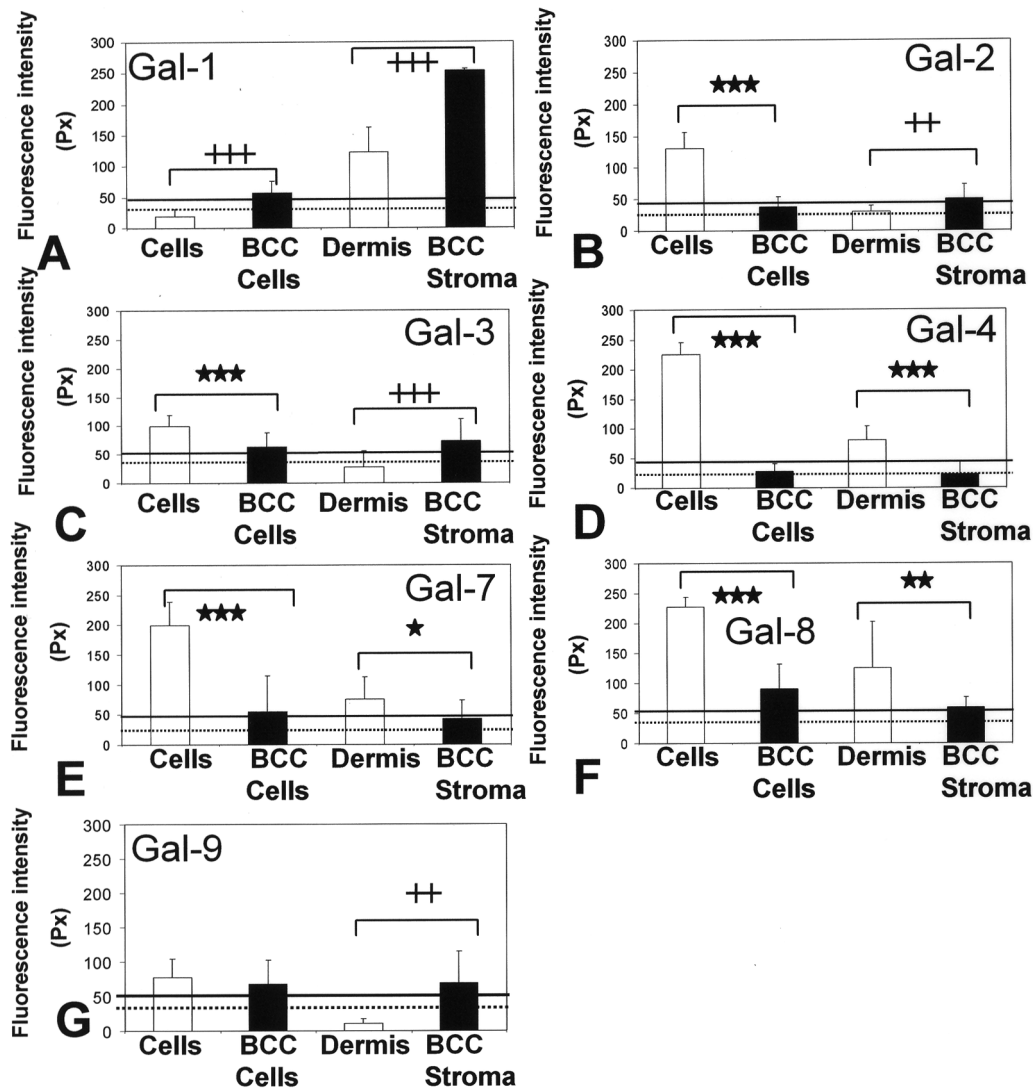 Fluorescence intensity
(Px)
300
250
200
150
100
50
0
Gal-1
+++
+++
Cells BCC Dermis BCC
Cells Stroma
A
Fluorescence intensity
(Px)
300
250
200
150
100
50
0
Gal-2
★★★
++
Cells BCC Dermis BCC
Cells Stroma
B
Fluorescence intensity
(Px)
300
250
200
150
100
50
0
Gal-3
★★★
+++
Cells BCC Dermis BCC
Cells Stroma
C
Fluorescence intensity
(Px)
300
250
200
150
100
50
0
Gal-4
★★★
★★★
Cells BCC Dermis BCC
Cells Stroma
D
Fluorescence intensity
(Px)
300
250
200
150
100
50
0
Gal-7
★★★
★
Cells BCC Dermis BCC
Cells Stroma
E
Fluorescence intensity
(Px)
300
250
200
150
100
50
0
Gal-8
★★★
★★
Cells BCC Dermis BCC
Cells Stroma
F
Fluorescence intensity
(Px)
300
250
200
150
100
50
0
Gal-9
++
Cells BCC Dermis BCC
Cells Stroma
G